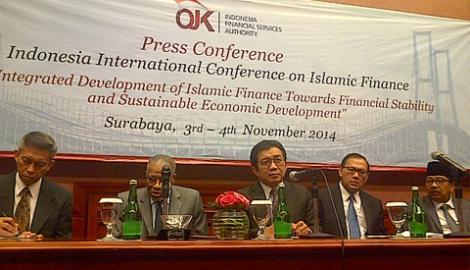 OJK
INDONESIA
FINANCIAL SERVICES
AUTHORITY
Press Conference
Indonesia International Conference on Islamic Finance
Integrated Development of Islamic Finance Towards Financial Stability
and Sustainable Economic Development"
Surabaya, 3rd - 4th November 2014